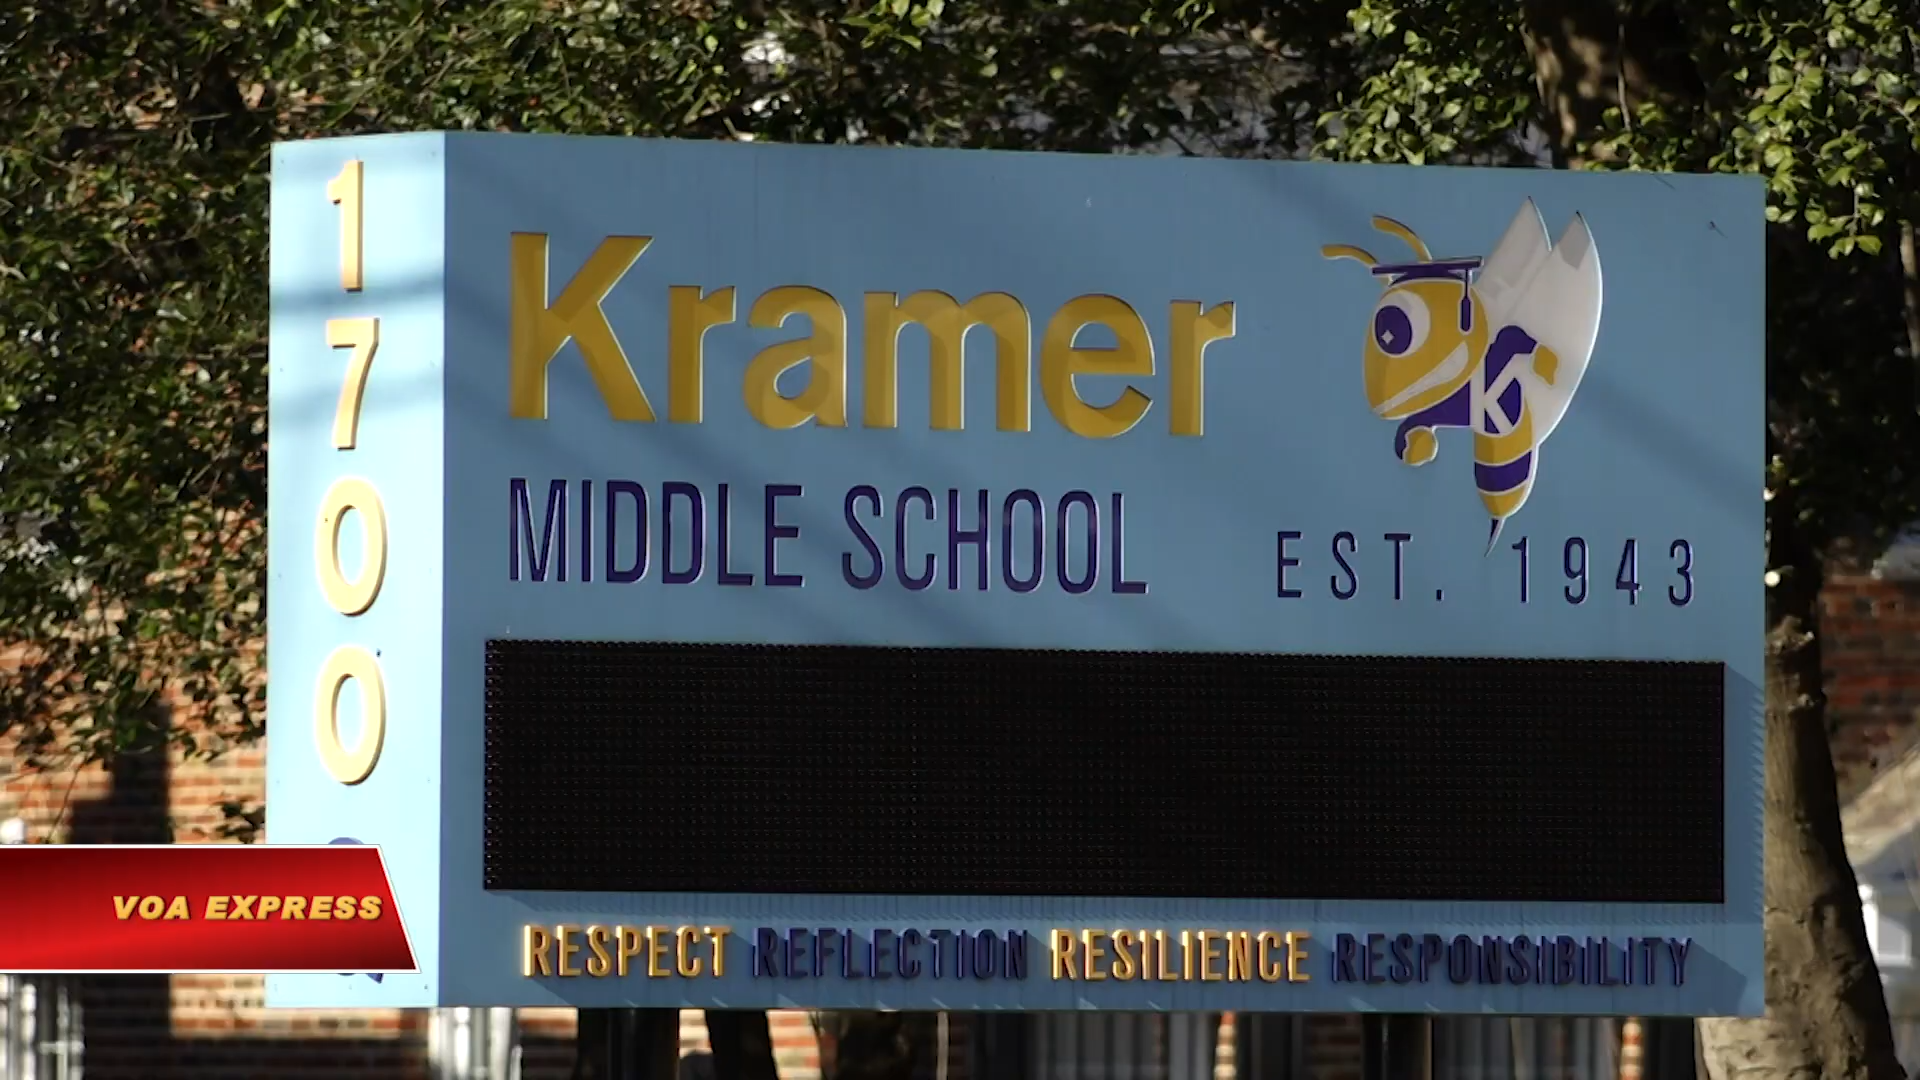 1700
Kramer
MIDDLE SCHOOL
EST. 1943
K
RESPECT REFLECTION RESILIENCE RESPONSIBILITY
VOA EXPRESS